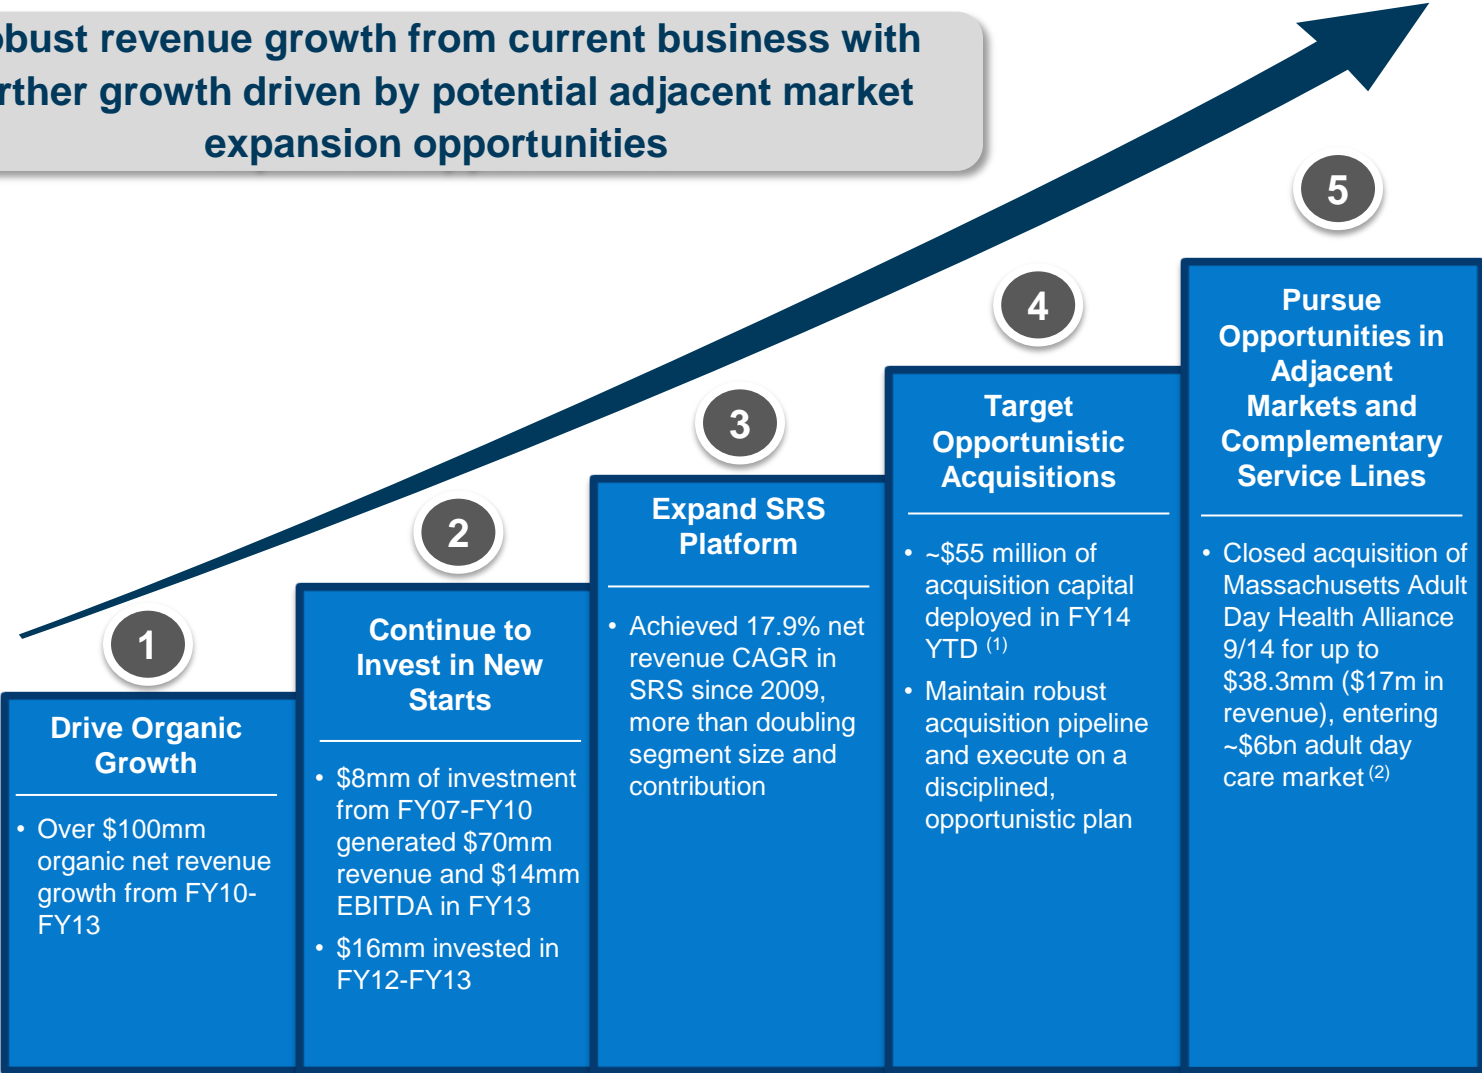 obust revenue growth from current business with
rther growth driven by potential adjacent market
expansion opportunities
1
Drive Organic
Growth
• Over $100mm
organic net revenue
growth from FY10-
FY13
2
Continue to
Invest in New
Starts
• $8mm of investment
from FY07-FY10
generated $70mm
revenue and $14mm
EBITDA in FY13
• $16mm invested in
FY12-FY13
3
Expand SRS
Platform
• Achieved 17.9% net
revenue CAGR in
SRS since 2009,
more than doubling
segment size and
contribution
4
Target
Opportunistic
Acquisitions
• ~$55 million of
acquisition capital
deployed in FY14
YTD (1)
• Maintain robust
acquisition pipeline
and execute on a
disciplined,
opportunistic plan
5
Pursue
Opportunities in
Adjacent
Markets and
Complementary
Service Lines
• Closed acquisition of
Massachusetts Adult
Day Health Alliance
9/14 for up to
$38.3mm ($17m in
revenue), entering
~$6bn adult day
care market (2)